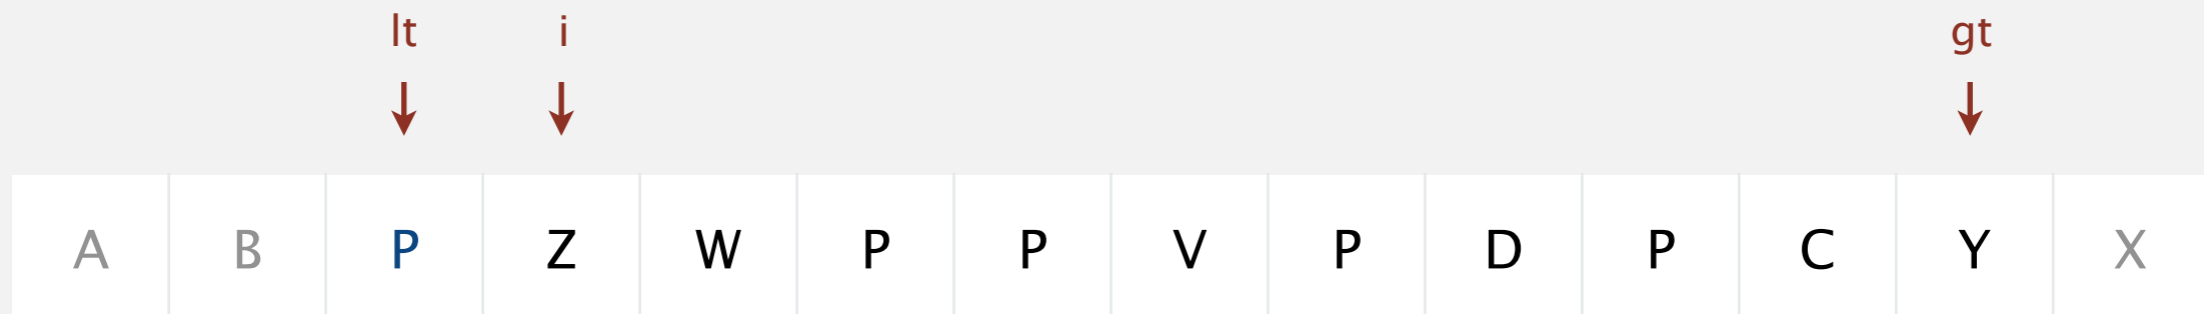 lt i gt
A B P Z W P P V P D P C Y X